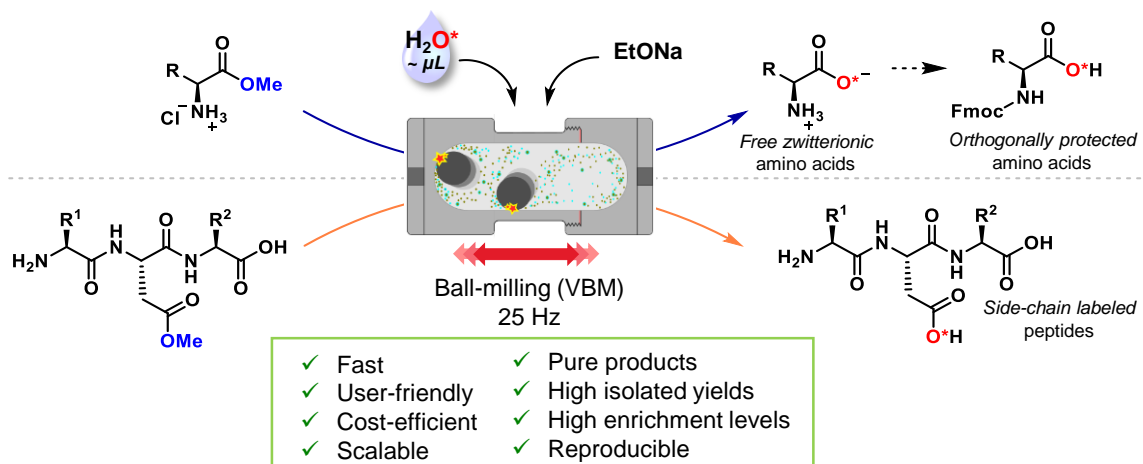 H₂O*
~ µL
EtONa
R
O
OMe
Cl⁻
NH₃
+
R
O
O*⁻
NH₃
+
Free zwitterionic
amino acids
R
O
O*H
N
H
Fmoc
Orthogonally protected
amino acids
R¹
H₂N
O
H
N
O
N
H
R²
OH
O
O
OMe
Ball-milling (VBM)
25 Hz
R¹
H₂N
O
H
N
O
N
H
R²
OH
O
O
O*H
Side-chain labeled
peptides
✓ Fast
✓ User-friendly
✓ Cost-efficient
✓ Scalable
✓ Pure products
✓ High isolated yields
✓ High enrichment levels
✓ Reproducible